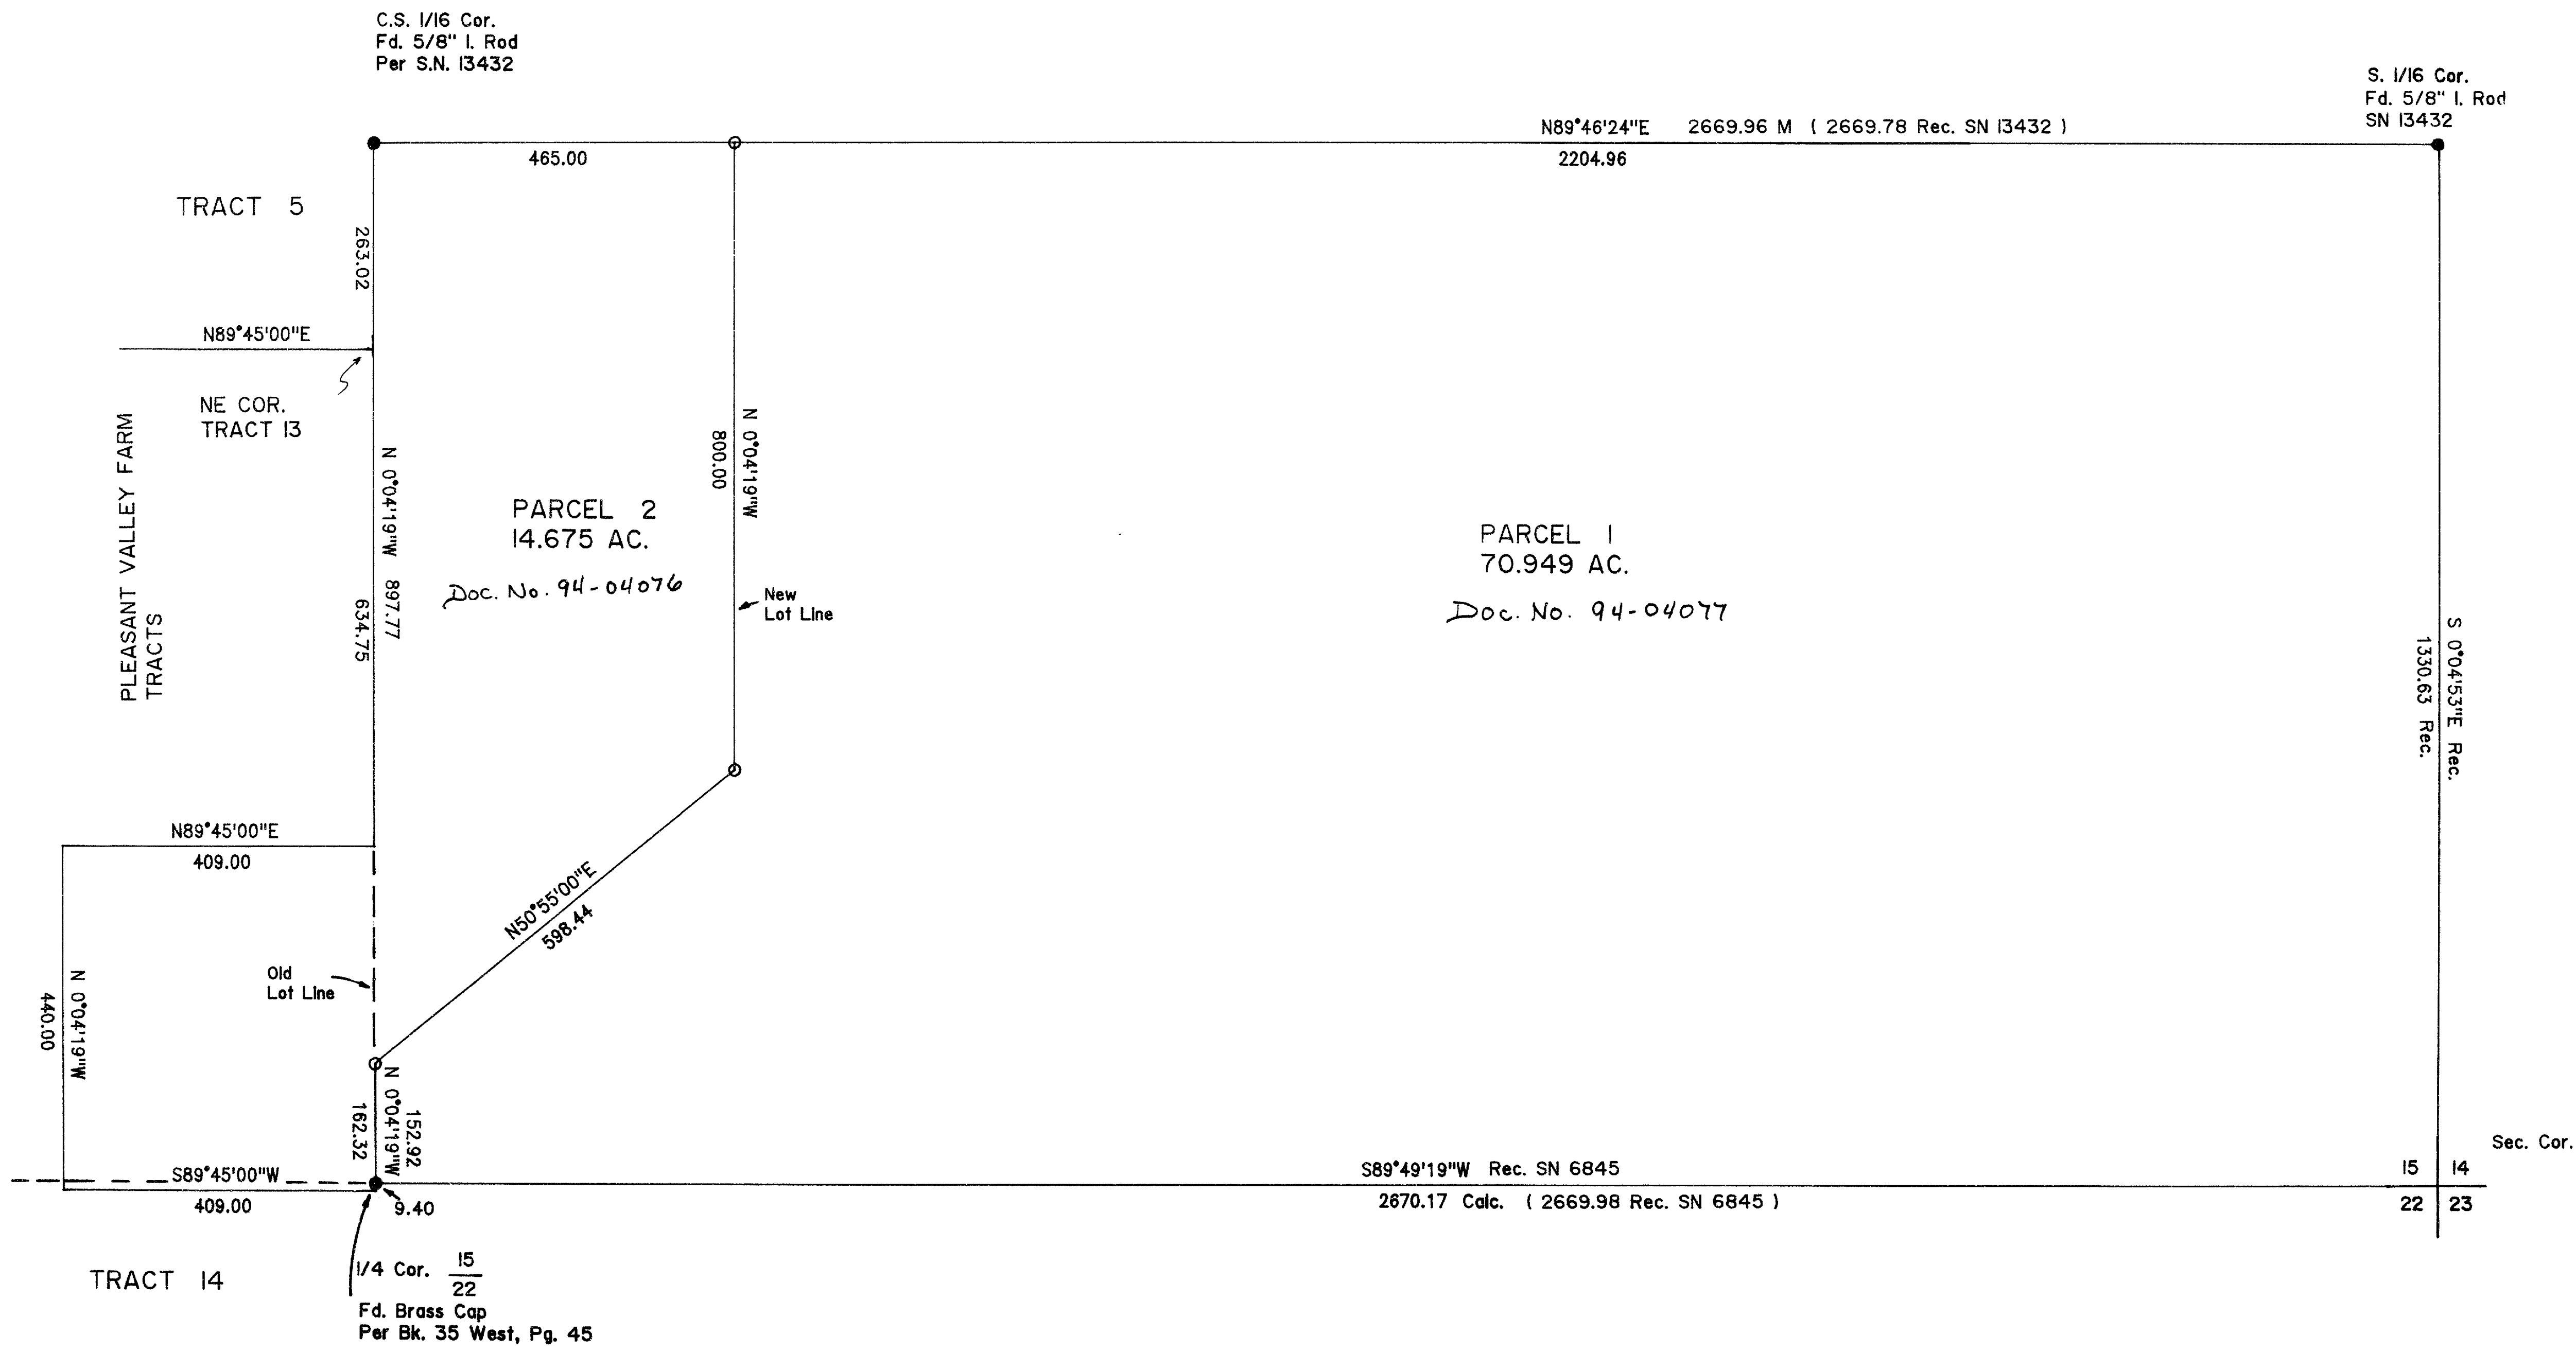 C.S. 1/16 Cor.
Fd. 5/8" I. Rod
Per S.N. 13432
S. 1/16 Cor.
Fd. 5/8" I. Rod
SN 13432
N89°46'24"E 2669.96 M ( 2669.78 Rec. SN 13432 )
465.00
2204.96
TRACT 5
263.02
N89°45'00"E
NE COR.
TRACT 13
PLEASANT VALLEY FARM
TRACTS
N 0°04'19"W 897.77
634.75
PARCEL 2
14.675 AC.
Doc. No. 94-04076
N 0°04'19"W
800.00
New
Lot Line
PARCEL 1
70.949 AC.
Doc. No. 94-04077
S 0°04'53"E Rec.
1330.63 Rec.
N89°45'00"E
409.00
N50°55'00"E
598.44
Old
Lot Line
N 0°04'19"W
440.00
152.92
N 0°04'19"W
162.32
S89°45'00"W
409.00
9.40
S89°49'19"W Rec. SN 6845
2670.17 Calc. ( 2669.98 Rec. SN 6845 )
Sec. Cor.
15 14
22 23
TRACT 14
1/4 Cor. 15
22
Fd. Brass Cap
Per Bk. 35 West, Pg. 45